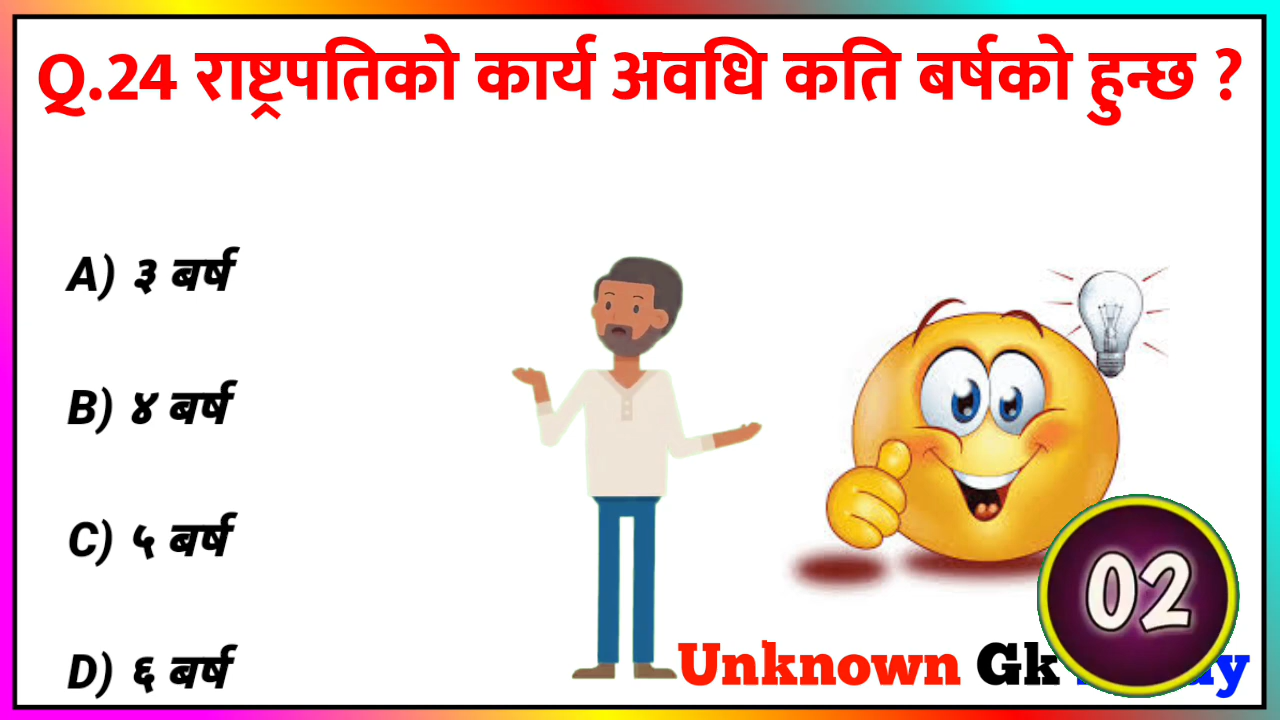 Q.24 राष्ट्रपतिको कार्य अवधि कति बर्षको हुन्छ ?
A) ३ बर्ष
B) ४ बर्ष
C) ५ बर्ष
D) ६ बर्ष
02
Unknown Gk